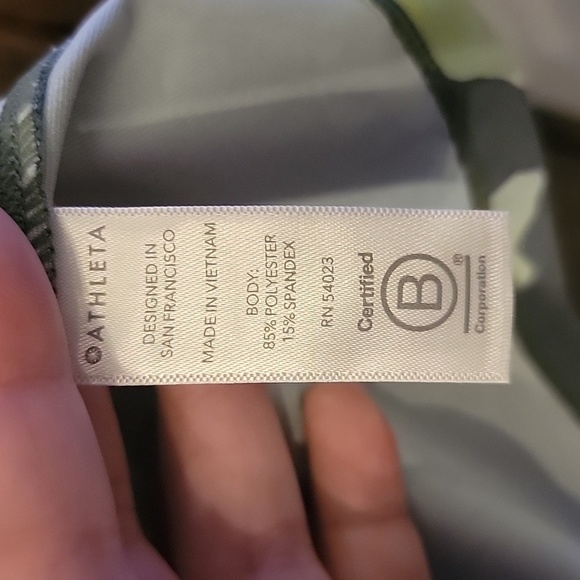 ATHLETA
DESIGNED IN
SAN FRANCISCO
MADE IN VIETNAM
BODY:
85% POLYESTER
15% SPANDEX
RN 54023
Certified
B®
Corporation